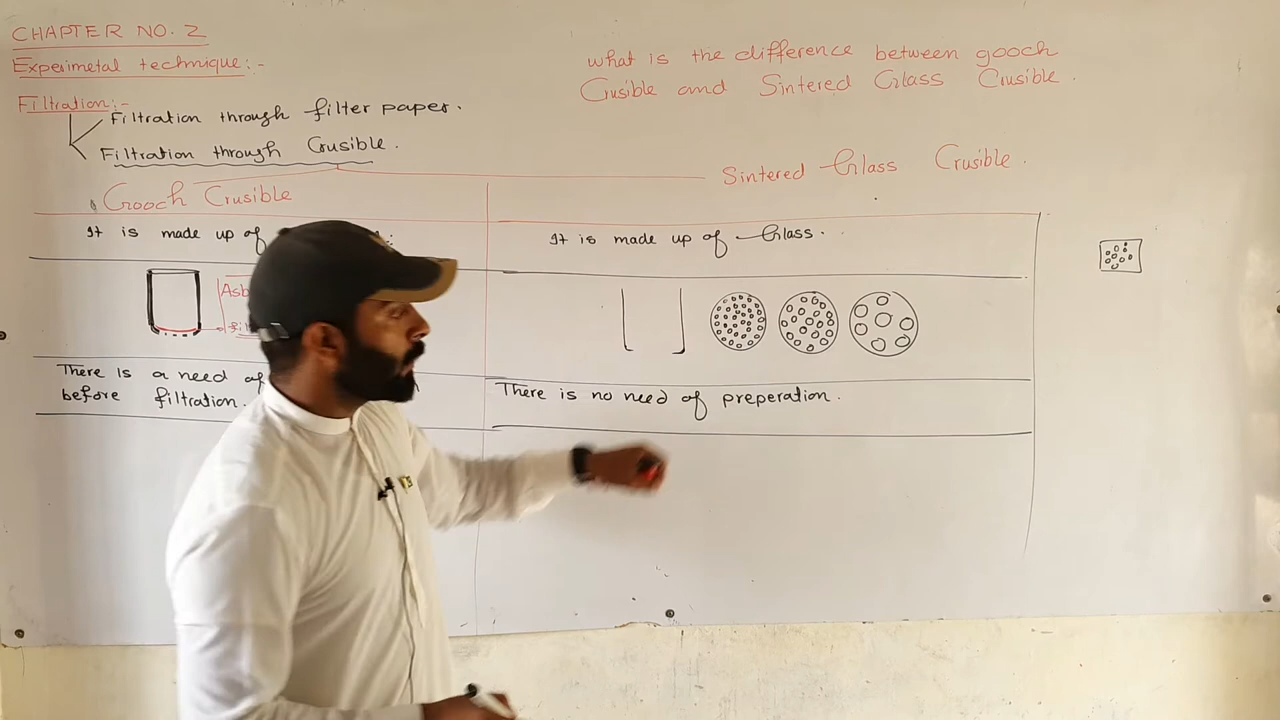 CHAPTER NO. 2
Experimetal technique:-
Filtration:-
Filtration through filter paper.
Filtration through Crusible.
what is the difference between gooch
Crusible and Sintered Glass Crusible.
Gooch Crusible
Sintered Glass Crusible.
It is made up of
It is made up of Glass.
There is a need of
before filtration.
There is no need of preperation.